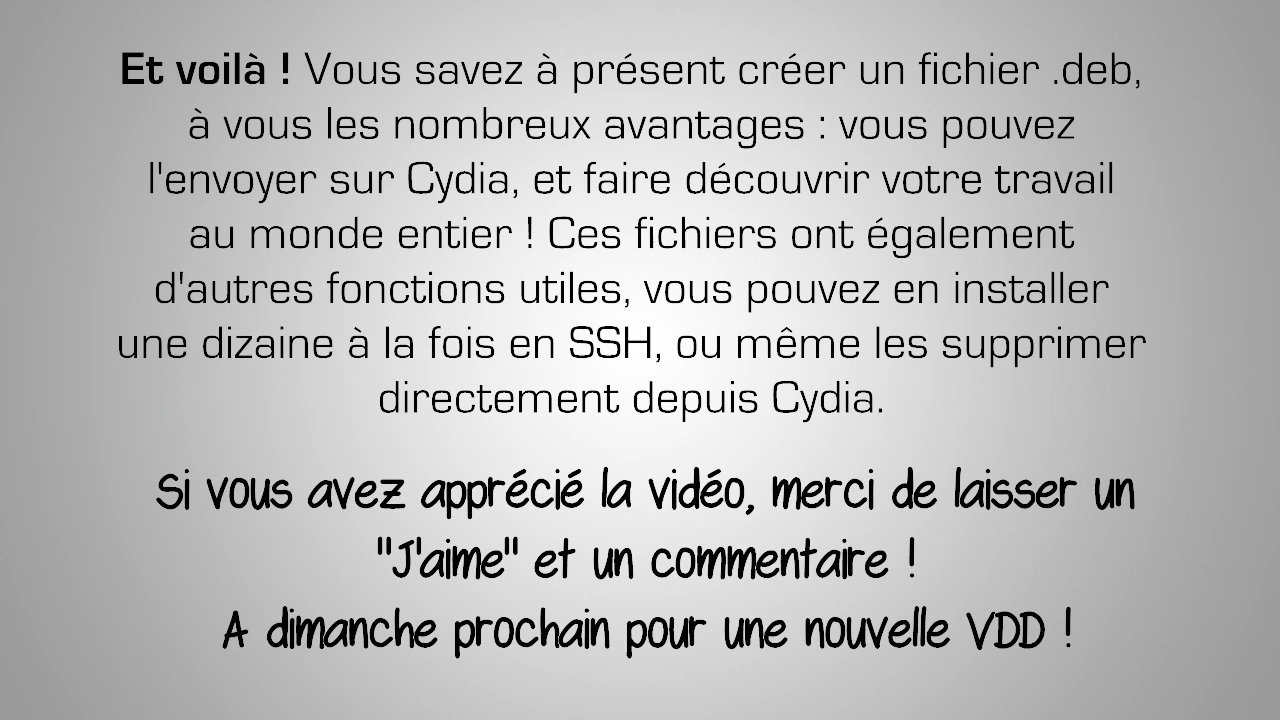 Et voilà ! Vous savez à présent créer un fichier .deb,
à vous les nombreux avantages : vous pouvez
l'envoyer sur Cydia, et faire découvrir votre travail
au monde entier ! Ces fichiers ont également
d'autres fonctions utiles, vous pouvez en installer
une dizaine à la fois en SSH, ou même les supprimer
directement depuis Cydia.
Si vous avez apprécié la vidéo, merci de laisser un
"J'aime" et un commentaire !
A dimanche prochain pour une nouvelle VDD !